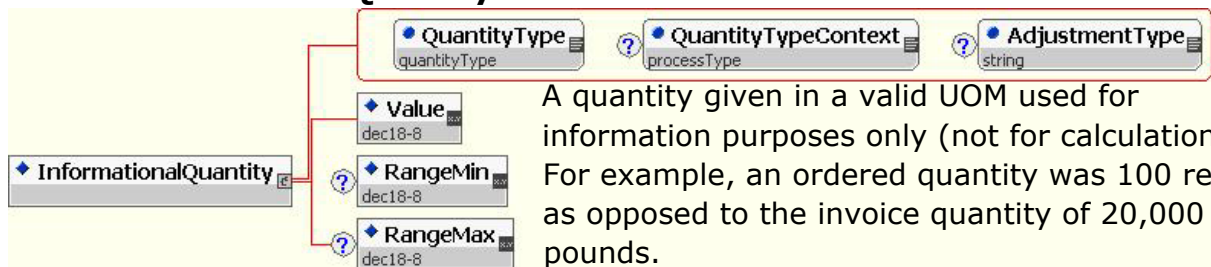 QuantityType
quantityType
? QuantityTypeContext
processType
? AdjustmentType
string
Value
dec18-8
InformationalQuantity
? RangeMin
dec18-8
? RangeMax
dec18-8
A quantity given in a valid UOM used for
information purposes only (not for calculation
For example, an ordered quantity was 100 re
as opposed to the invoice quantity of 20,000
pounds.